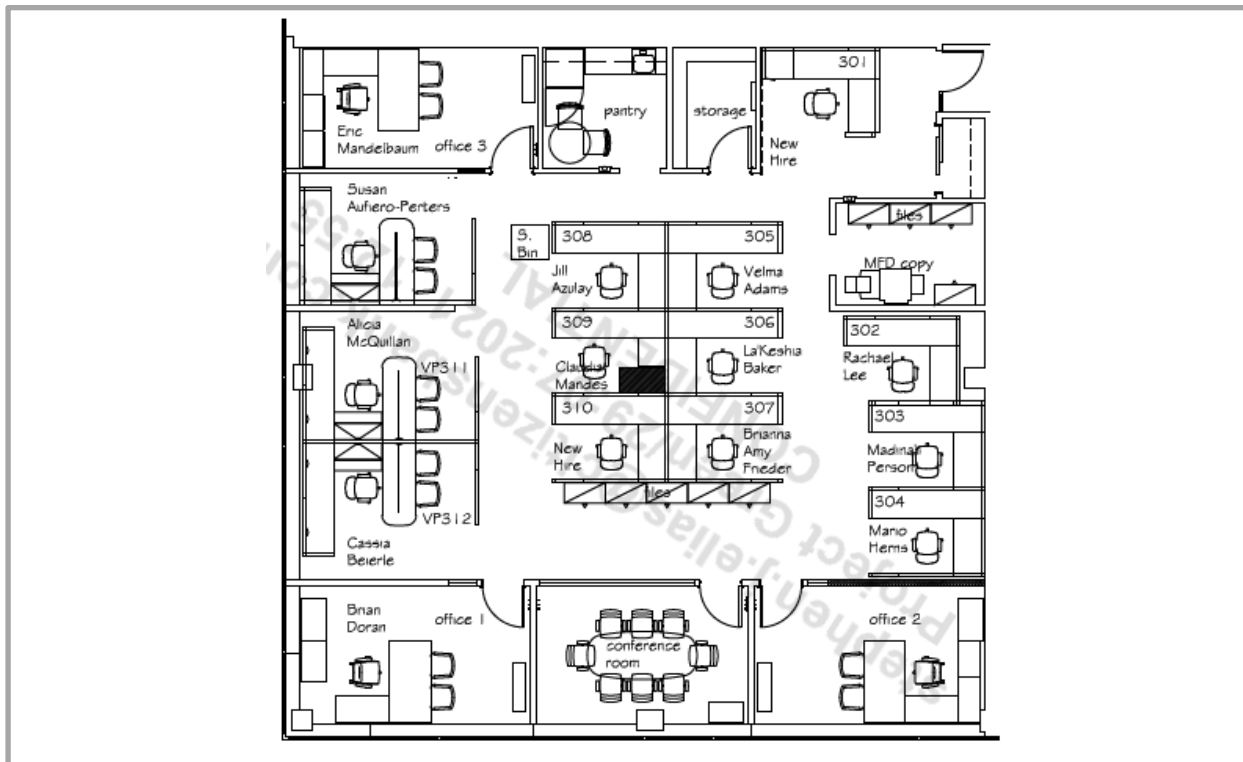 301
Eric
Mandelbaum
office 3
pantry
storage
New
Hire
Susan
Aufiero-Perters
files
S.
Bin
308
305
Jill
Azulay
Velma
Adams
MFD copy
309
306
302
Alicia
McQuillan
VP311
Claudia
Mandes
La'Keshia
Baker
Rachael
Lee
310
307
303
New
Hire
Brianna
Amy
Frieder
Madinah
Person
files
304
VP312
Cassia
Beierle
Mario
Hems
Brian
Doran
office 1
conference
room
office 2
CONFIDENTIAL